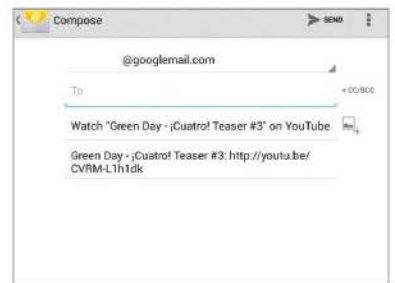 Compose
SEND
@googlemail.com
To
+ CC/BCC
Watch "Green Day - ¡Cuatro! Teaser #3" on YouTube
Green Day - ¡Cuatro! Teaser #3: http://youtu.be/
CVRM-L1h1dk